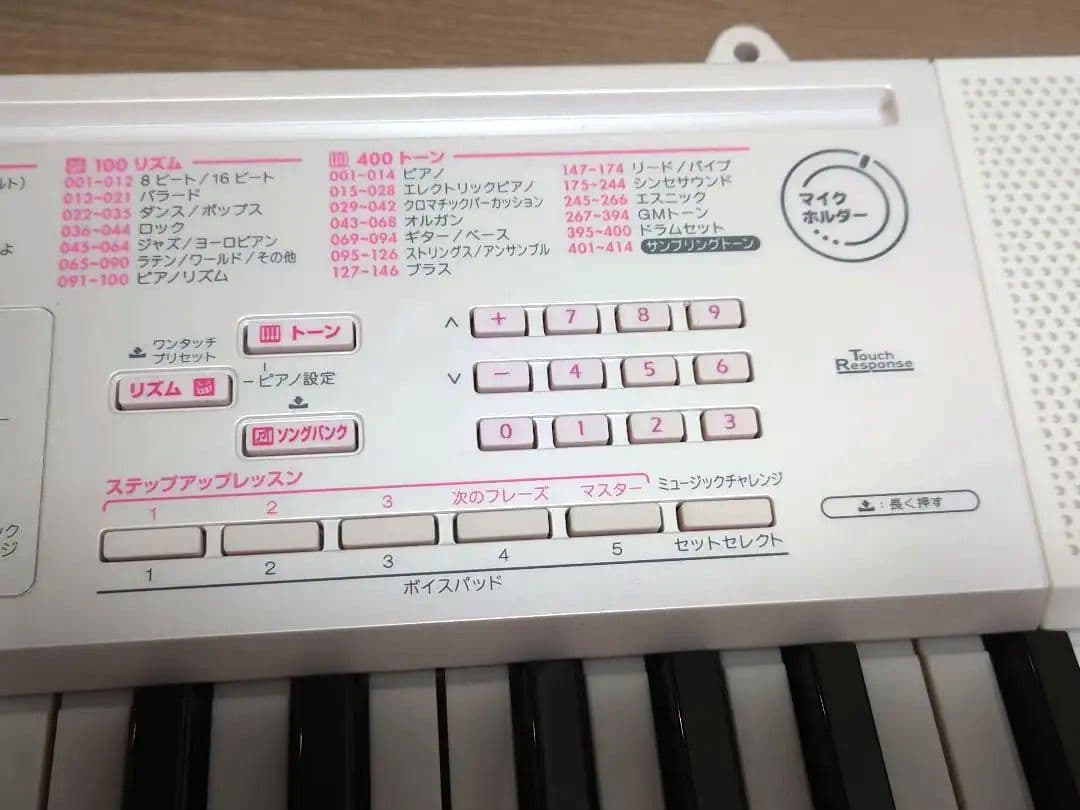 100 リズム
001~012 8 ビート/16 ビート
013~021 バラード
022~035 ダンス/ポップス
036~044 ロック
045~064 ジャズ/ヨーロピアン
065~090 ラテン/ワールド/その他
091~100 ピアノリズム
400 トーン
001~014 ピアノ
015~028 エレクトリックピアノ
029~042 クロマチックパーカッション
043~068 オルガン
069~094 ギター/ベース
095~126 ストリングス/アンサンブル
127~146 ブラス
147~174 リード/パイプ
175~244 シンセサウンド
245~266 エスニック
267~394 GMトーン
395~400 ドラムセット
401~414 サンプリングトーン
マイク
ホルダー
ルト)
よ
ワンタッチ
プリセット
トーン
リズム
ピアノ設定
ソングバンク
+ 7 8 9
- 4 5 6
0 1 2 3
Touch
Response
ステップアップレッスン
1 2 3 次のフレーズ マスター ミュージックチャレンジ
1 2 3 4 5 セットセレクト
ボイスパッド
: 長く押す
ック
ジ